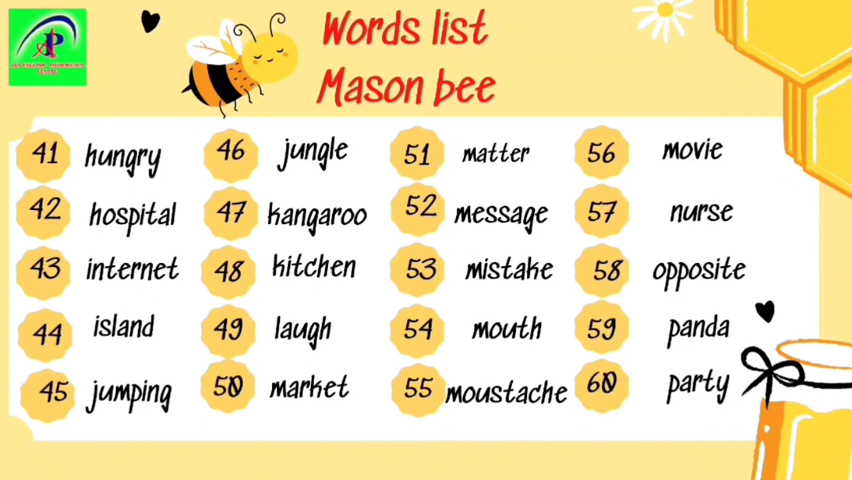 AP
Words list
Mason bee
41 hungry
42 hospital
43 internet
44 island
45 jumping
46 jungle
47 kangaroo
48 kitchen
49 laugh
50 market
51 matter
52 message
53 mistake
54 mouth
55 moustache
56 movie
57 nurse
58 opposite
59 panda
60 party